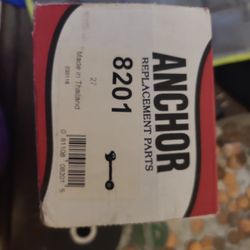 ANCHOR
REPLACEMENT PARTS
8201
27
Made in Thailand